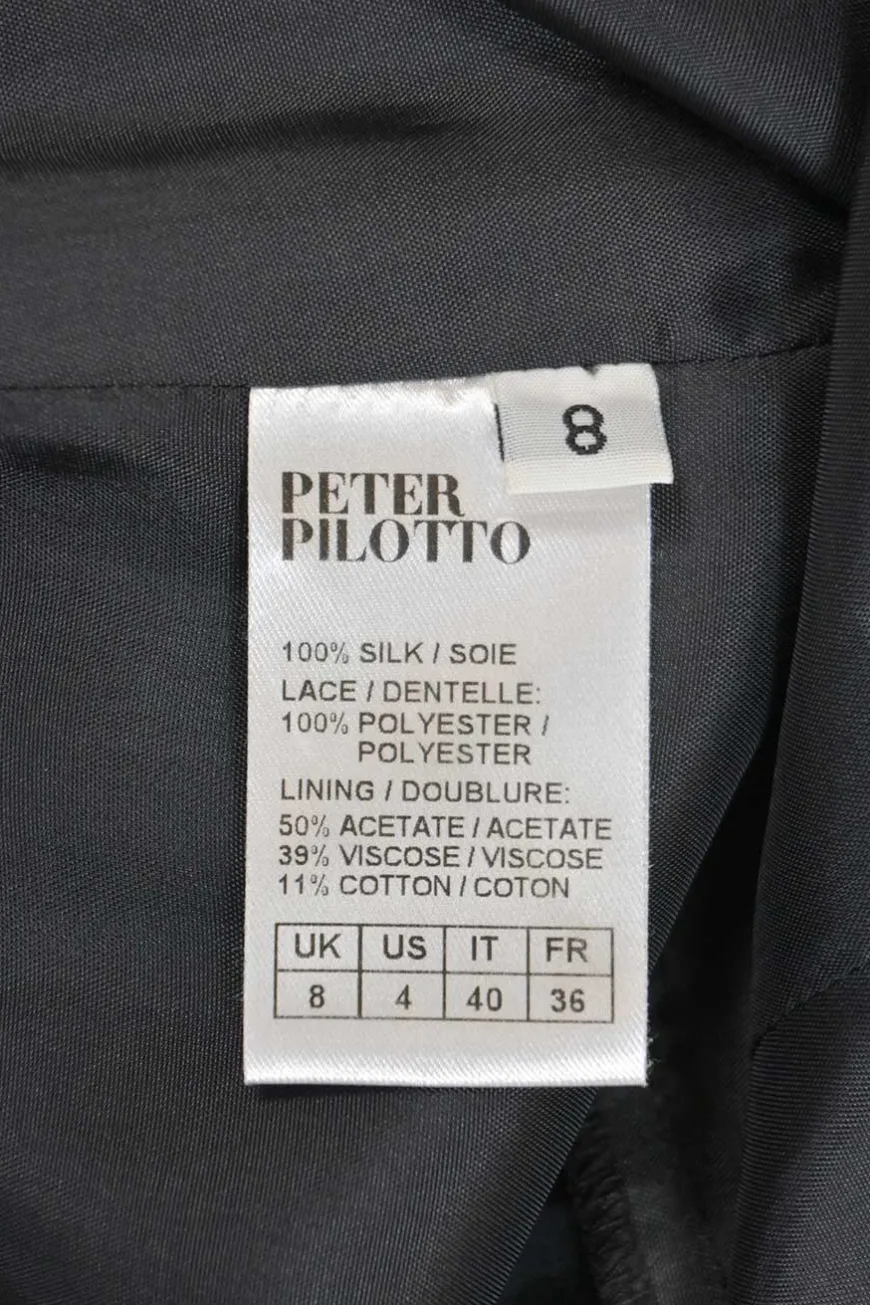 8
PETER
PILOTTO
100% SILK / SOIE
LACE / DENTELLE:
100% POLYESTER /
POLYESTER
LINING / DOUBLURE:
50% ACETATE / ACETATE
39% VISCOSE / VISCOSE
11% COTTON / COTON
UK US IT FR
8 4 40 36